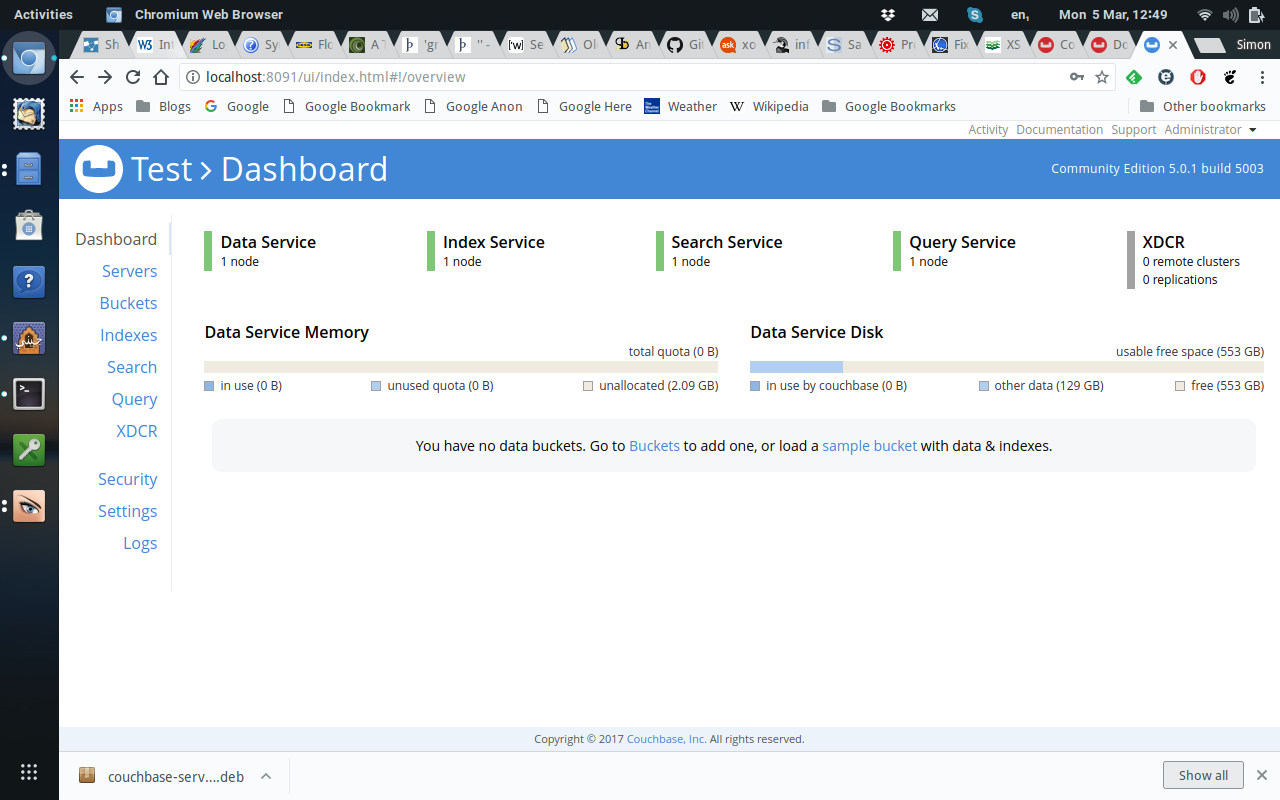 Activities Chromium Web Browser en, Mon 5 Mar, 12:49
Sh W3 Int Lo Sy Flo A T 'gr '' - [w] Se Ol An Git ask xo inf Sa Pr Fix XS Co Do Simon
localhost:8091/ui/index.html#!/overview
Apps Blogs Google Google Bookmark Google Anon Google Here Weather Wikipedia Google Bookmarks Other bookmarks
Activity Documentation Support Administrator
Test > Dashboard Community Edition 5.0.1 build 5003
Dashboard
Servers
Buckets
Indexes
Search
Query
XDCR
Security
Settings
Logs
Data Service
1 node
Index Service
1 node
Search Service
1 node
Query Service
1 node
XDCR
0 remote clusters
0 replications
Data Service Memory
total quota (0 B)
in use (0 B) unused quota (0 B) unallocated (2.09 GB)
Data Service Disk
usable free space (553 GB)
in use by couchbase (0 B) other data (129 GB) free (553 GB)
You have no data buckets. Go to Buckets to add one, or load a sample bucket with data & indexes.
Copyright © 2017 Couchbase, Inc. All rights reserved.
couchbase-serv....deb Show all